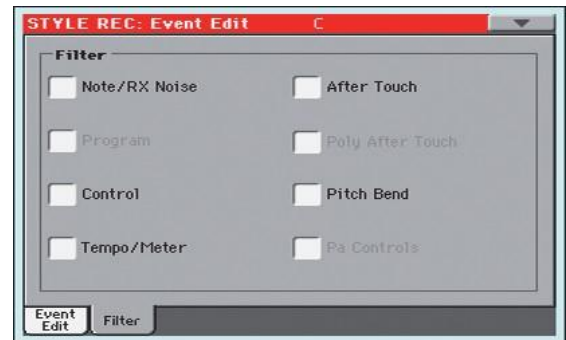 STYLE REC: Event Edit C
Filter
Note/RX Noise After Touch
Program Poly After Touch
Control Pitch Bend
Tempo/Meter Pa Controls
Event Edit Filter